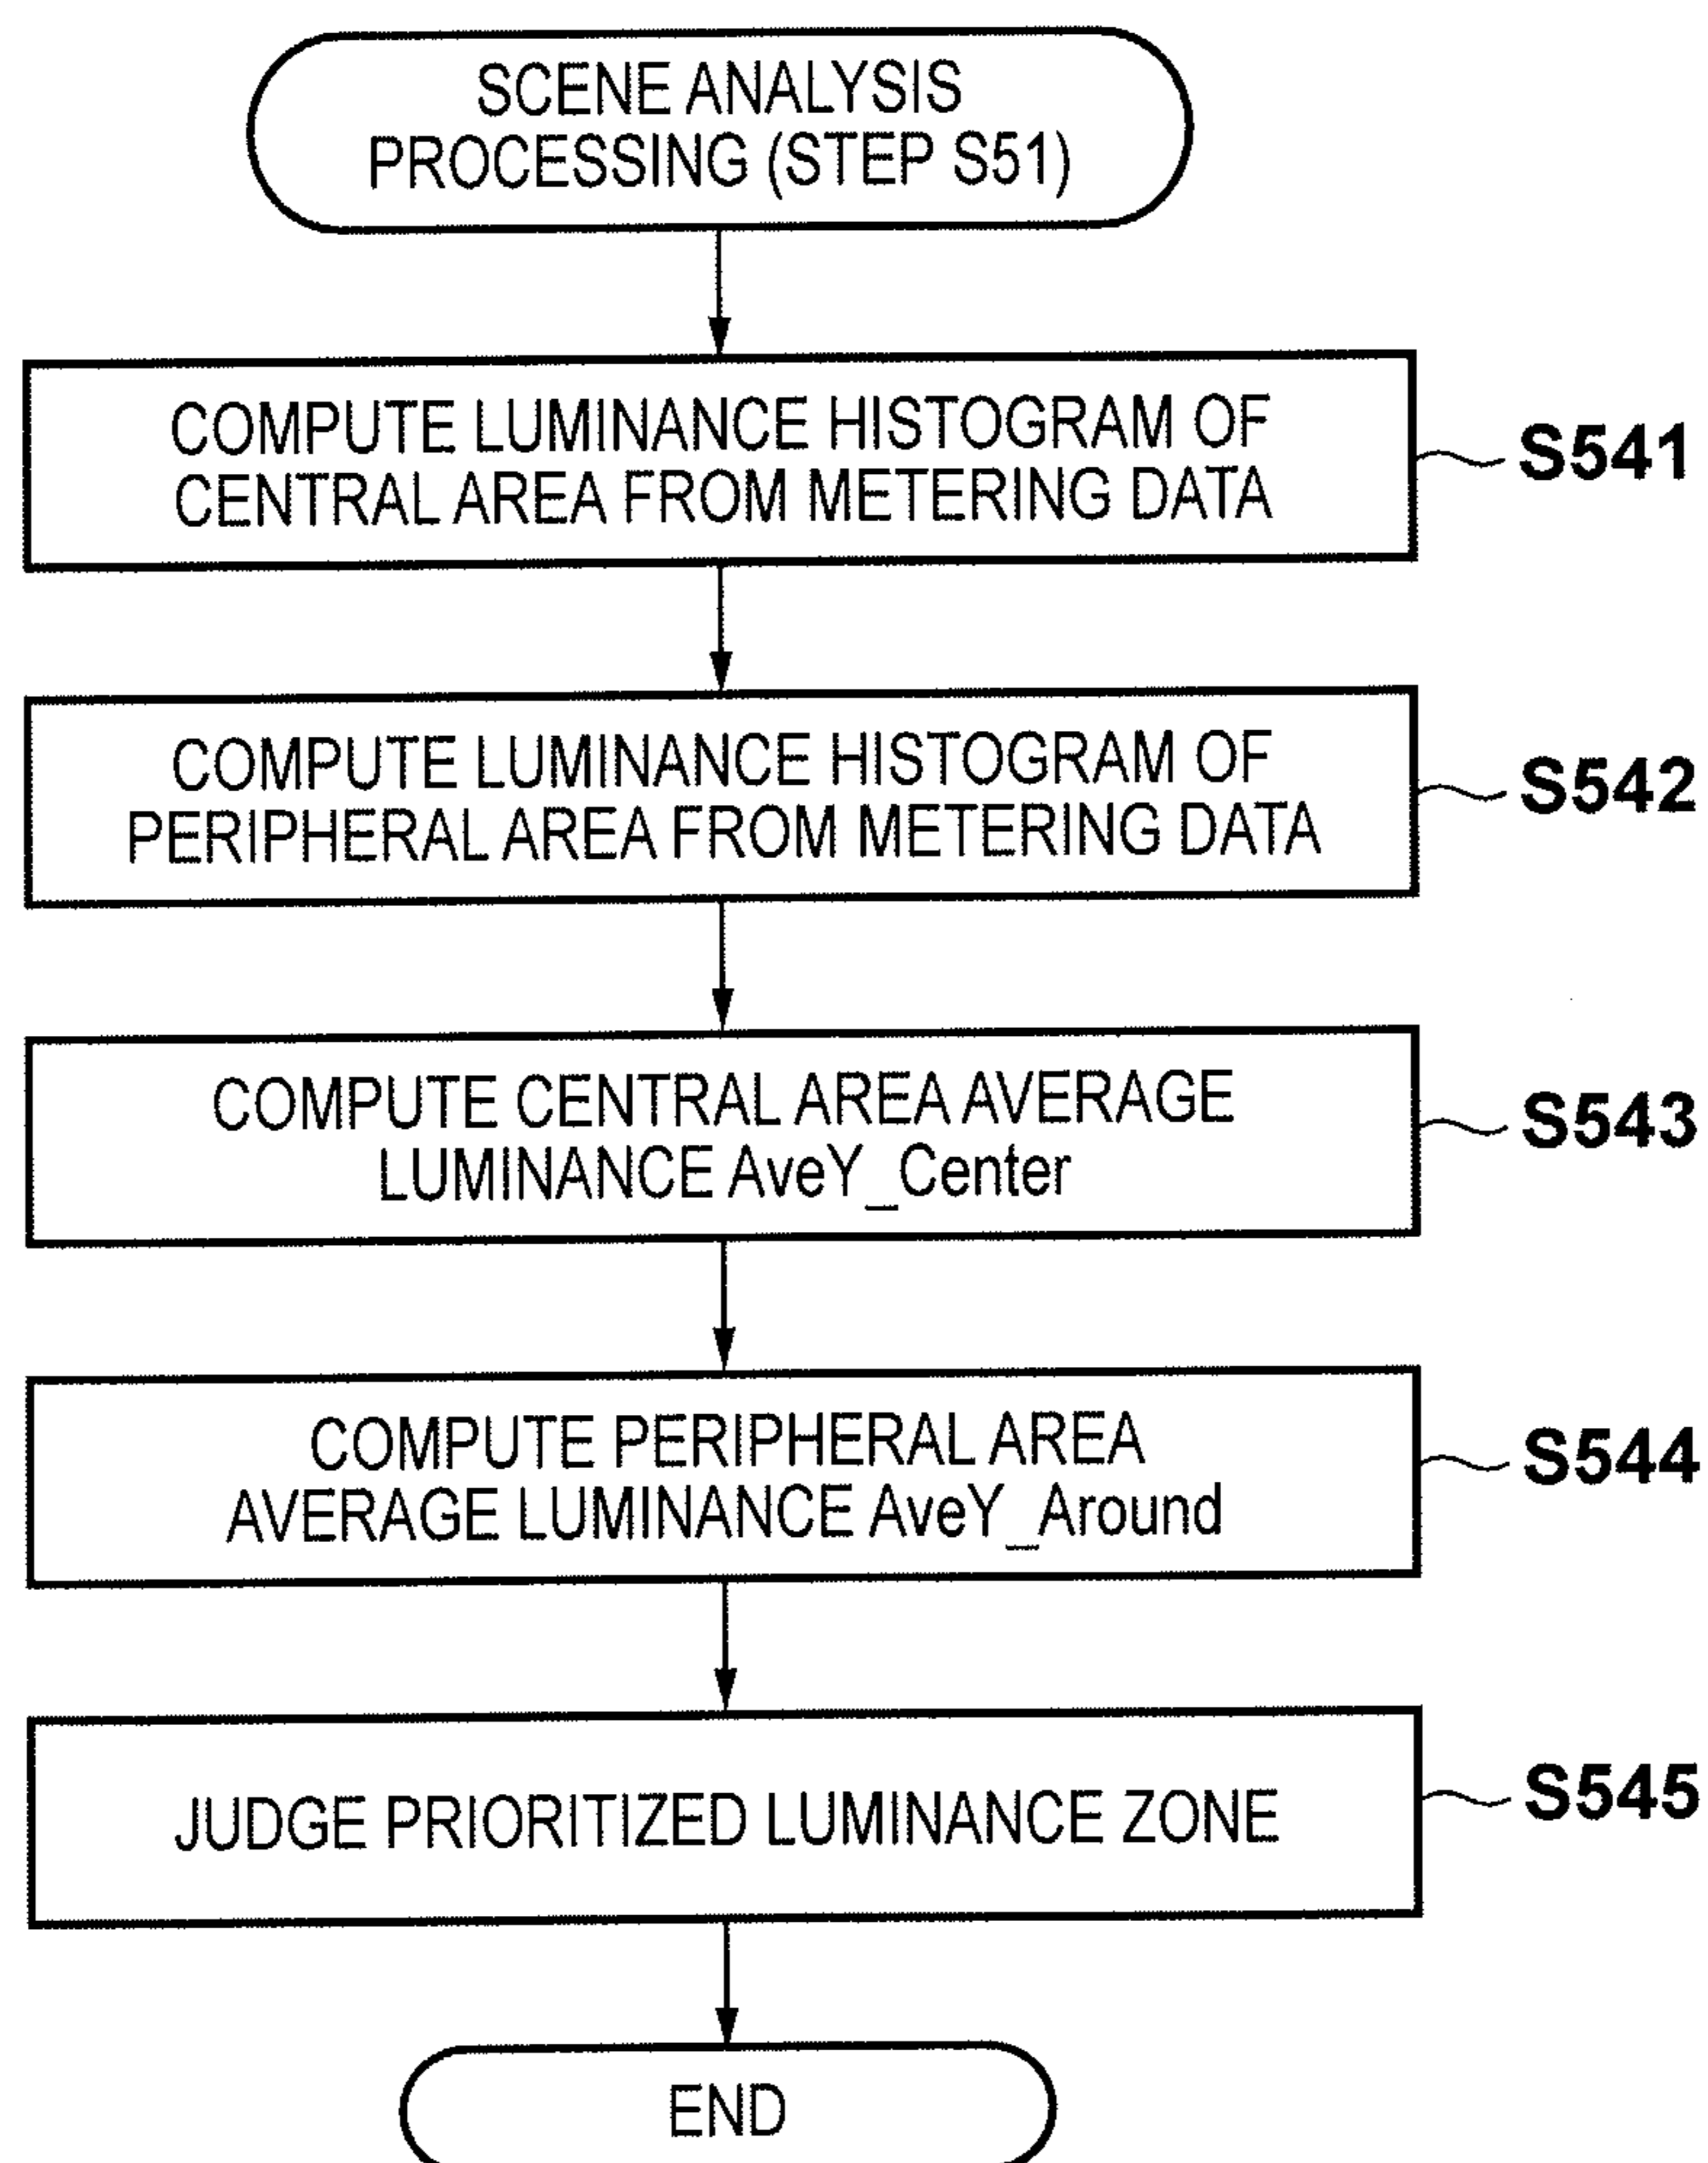 SCENE ANALYSIS
PROCESSING (STEP S51)
COMPUTE LUMINANCE HISTOGRAM OF
CENTRAL AREA FROM METERING DATA
S541
COMPUTE LUMINANCE HISTOGRAM OF
PERIPHERAL AREA FROM METERING DATA
S542
COMPUTE CENTRAL AREA AVERAGE
LUMINANCE AveY_Center
S543
COMPUTE PERIPHERAL AREA
AVERAGE LUMINANCE AveY_Around
S544
JUDGE PRIORITIZED LUMINANCE ZONE
S545
END